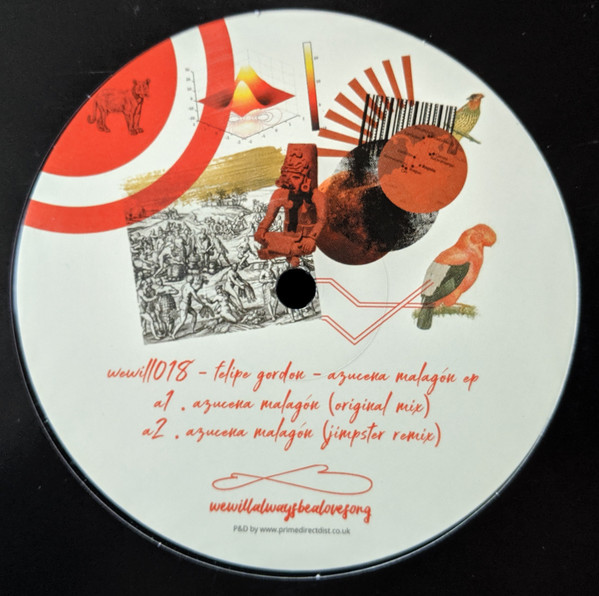 wewill018 - felipe gordon - azucena malagón ep
a1 . azucena malagón (original mix)
a2 . azucena malagón (jimpster remix)
wewillalwaysbealovesong
P&D by www.primedirectdist.co.uk